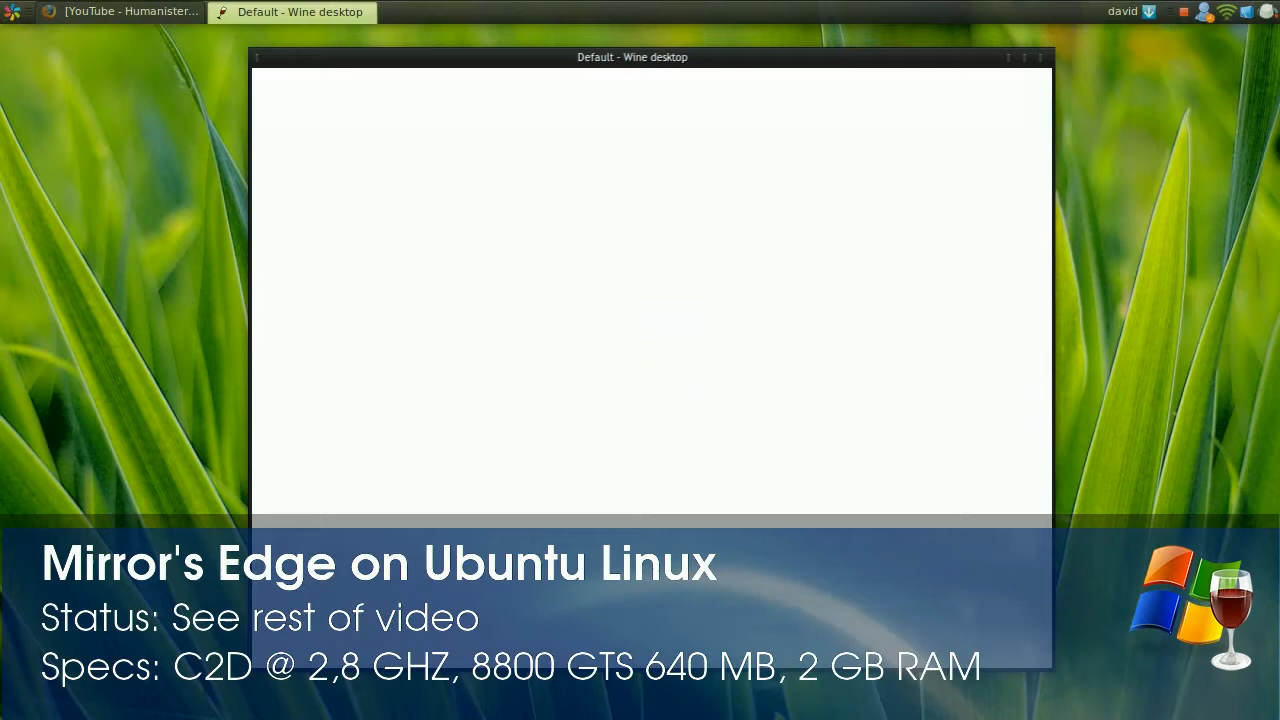 [YouTube - Humanister... Default - Wine desktop david
Default - Wine desktop
Mirror's Edge on Ubuntu Linux
Status: See rest of video
Specs: C2D @ 2,8 GHZ, 8800 GTS 640 MB, 2 GB RAM